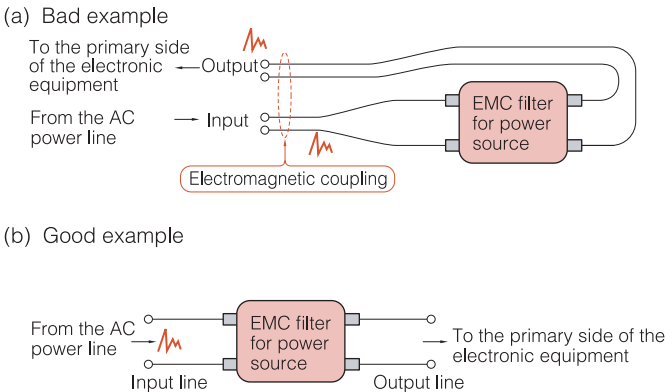 (a) Bad example
To the primary side
of the electronic
equipment
Output
From the AC
power line
Input
EMC filter
for power
source
Electromagnetic coupling
(b) Good example
From the AC
power line
Input line
EMC filter
for power
source
Output line
To the primary side of the
electronic equipment